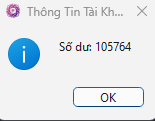 Thông Tin Tài Kh...
Số dư: 105764
OK